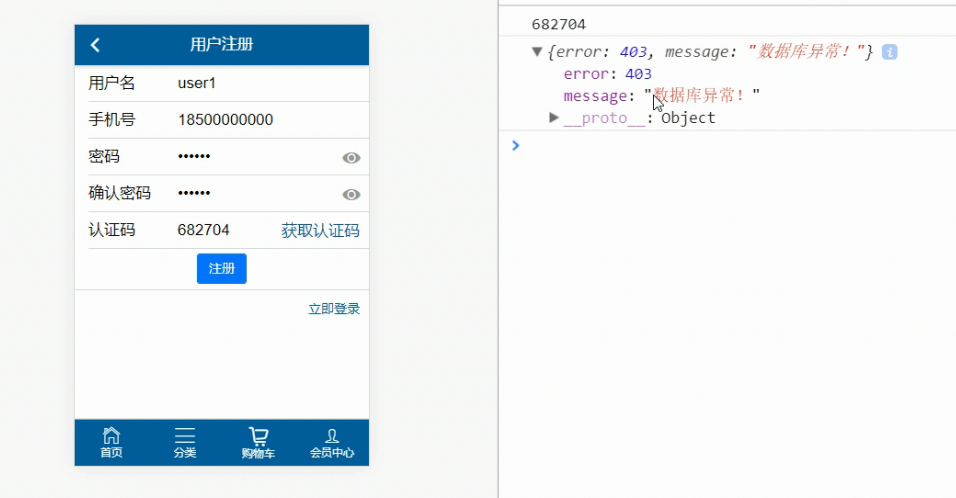 用户注册
用户名 user1
手机号 18500000000
密码 ••••••
确认密码 ••••••
认证码 682704 获取认证码
注册
立即登录
首页 分类 购物车 会员中心
682704
{error: 403, message: "数据库异常！"} i
error: 403
message: "数据库异常！"
__proto__: Object